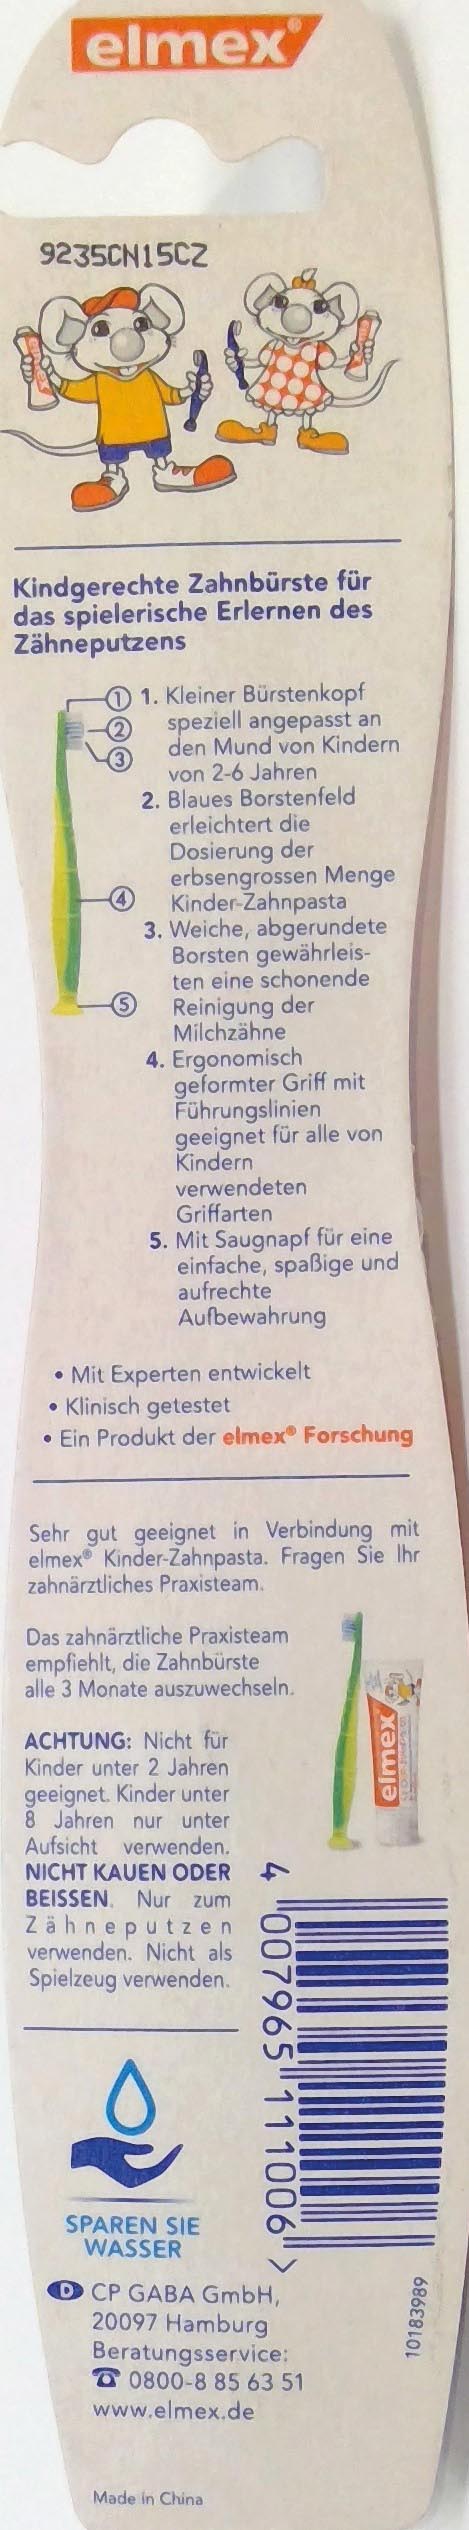 elmex®
9235CN15CZ
Kindgerechte Zahnbürste für
das spielerische Erlernen des
Zähneputzens
1
2
3
4
5
1. Kleiner Bürstenkopf
speziell angepasst an
den Mund von Kindern
von 2-6 Jahren
2. Blaues Borstenfeld
erleichtert die
Dosierung der
erbsengrossen Menge
Kinder-Zahnpasta
3. Weiche, abgerundete
Borsten gewährleis-
ten eine schonende
Reinigung der
Milchzähne
4. Ergonomisch
geformter Griff mit
Führungslinien
geeignet für alle von
Kindern
verwendeten
Griffarten
5. Mit Saugnapf für eine
einfache, spaßige und
aufrechte
Aufbewahrung
• Mit Experten entwickelt
• Klinisch getestet
• Ein Produkt der elmex® Forschung
Sehr gut geeignet in Verbindung mit
elmex® Kinder-Zahnpasta. Fragen Sie Ihr
zahnärztliches Praxisteam.
Das zahnärztliche Praxisteam
empfiehlt, die Zahnbürste
alle 3 Monate auszuwechseln.
elmex
ACHTUNG: Nicht für
Kinder unter 2 Jahren
geeignet. Kinder unter
8 Jahren nur unter
Aufsicht verwenden.
NICHT KAUEN ODER
BEISSEN. Nur zum
Zähneputzen
verwenden. Nicht als
Spielzeug verwenden.
4 007965 111006 >
SPAREN SIE
WASSER
D CP GABA GmbH,
20097 Hamburg
Beratungsservice:
☎ 0800-8 85 63 51
www.elmex.de
10183989
Made in China